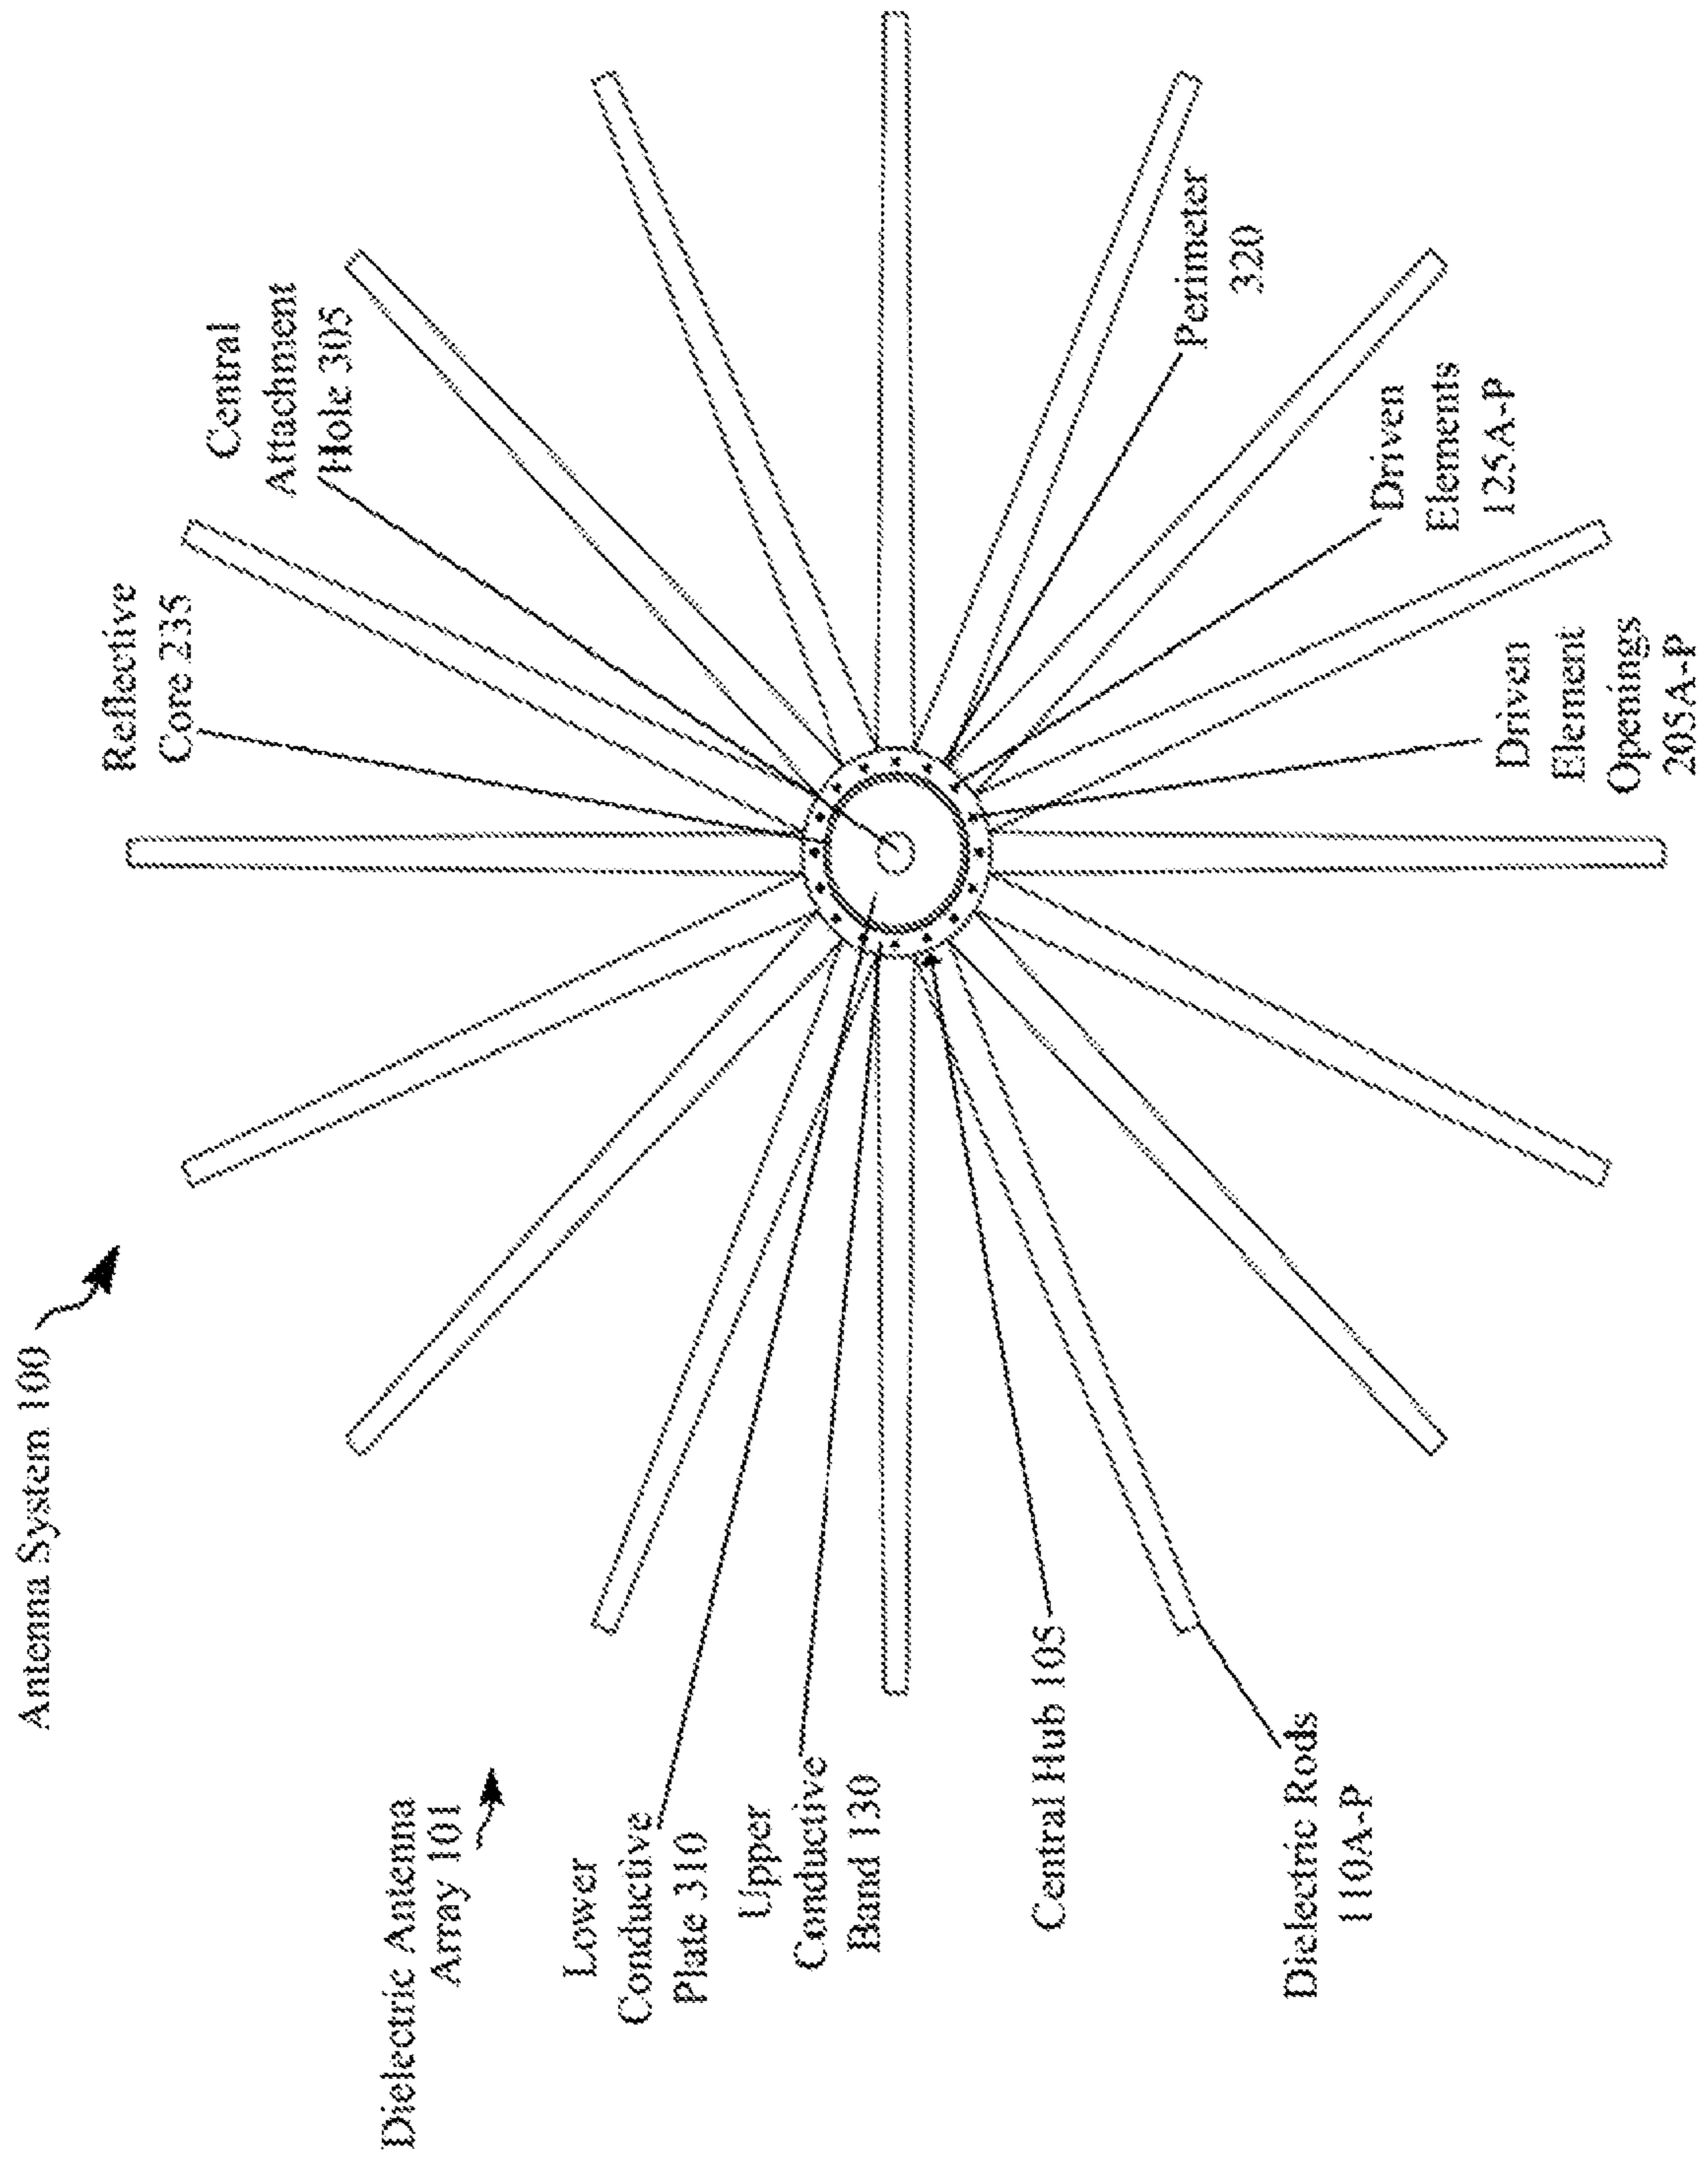 Antenna System 100
Dielectric Antenna
Array 101
Lower
Conductive
Plate 310
Upper
Conductive
Band 130
Central Hub 105
Dielectric Rods
110A-P
Reflective
Core 235
Central
Attachment
Hole 305
Perimeter
320
Driven
Elements
125A-P
Driven
Element
Openings
205A-P